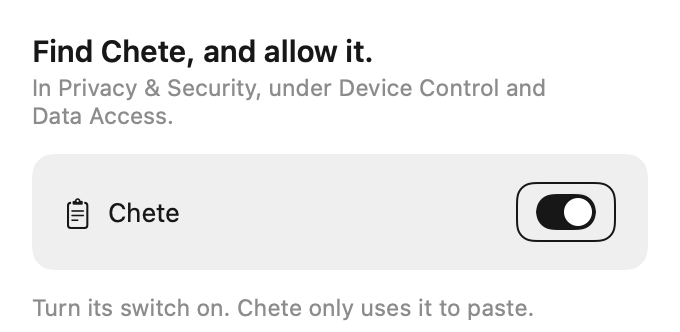 Find Chete, and allow it.
In Privacy & Security, under Device Control and
Data Access.
Chete
Turn its switch on. Chete only uses it to paste.